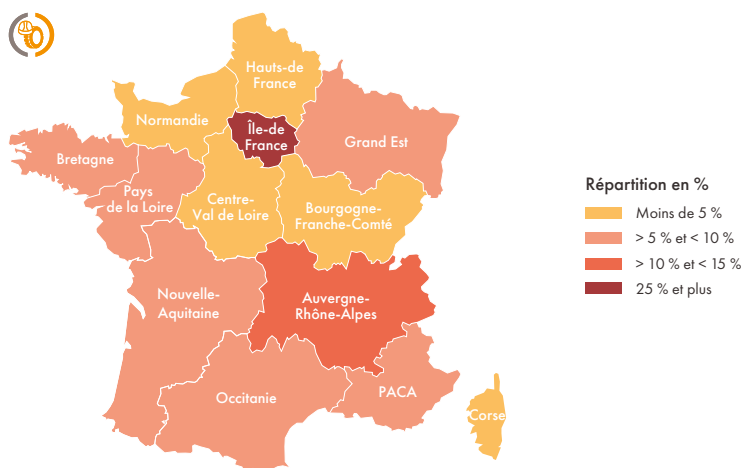 Hauts-de
France
Normandie
Île-de
France
Grand Est
Bretagne
Pays
de la Loire
Centre-
Val de Loire
Bourgogne-
Franche-Comté
Nouvelle-
Aquitaine
Auvergne-
Rhône-Alpes
Occitanie
PACA
Corse
Répartition en %
Moins de 5 %
> 5 % et < 10 %
> 10 % et < 15 %
25 % et plus